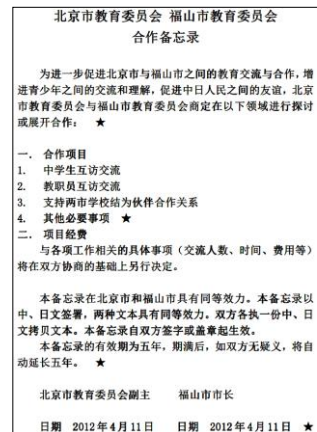 北京市教育委员会 福山市教育委员会
合作备忘录
为进一步促进北京市与福山市之间的教育交流与合作，增
进青少年之间的交流和理解，促进中日人民之间的友谊，北京
市教育委员会与福山市教育委员会商定在以下领域进行探讨
或展开合作： ★
一． 合作项目
1. 中学生互访交流
2. 教职员互访交流
3. 支持两市学校结为伙伴合作关系
4. 其他必要事项 ★
二． 项目经费
与各项工作相关的具体事项（交流人数、时间、费用等）
将在双方协商的基础上另行决定。
本备忘录在北京市和福山市具有同等效力。本备忘录以
中、日文签署，两种文本具有同等效力。双方各执一份中、日
文拷贝文本。本备忘录自双方签字或盖章起生效。
本备忘录的有效期为五年，期满后，如双方无疑义，将自
动延长五年。 ★
北京市教育委员会副主 福山市市长
日期 2012年4月11日 日期 2012年4月11日 ★